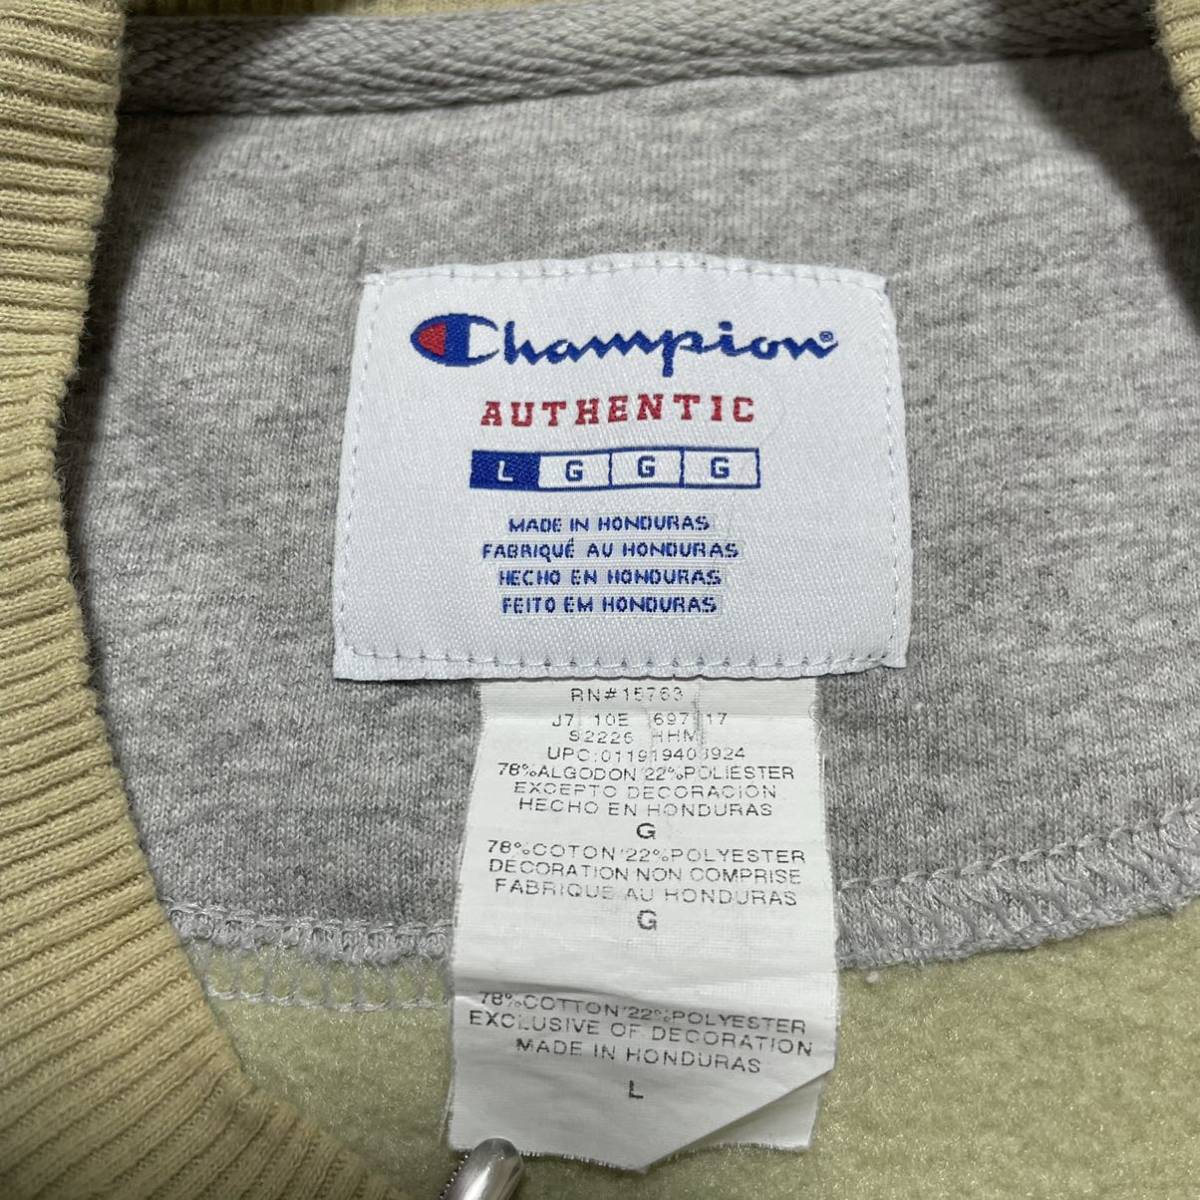 Champion®
AUTHENTIC
L G G G
MADE IN HONDURAS
FABRIQUÉ AU HONDURAS
HECHO EN HONDURAS
FEITO EM HONDURAS
RN#15763
J7 10E 697 17
S2226 HHM
UPC:011919403924
78%ALGODON 22%POLIESTER
EXCEPTO DECORACION
HECHO EN HONDURAS
G
78%COTON 22%POLYESTER
DECORATION NON COMPRISE
FABRIQUE AU HONDURAS
G
78%COTTON 22%POLYESTER
EXCLUSIVE OF DECORATION
MADE IN HONDURAS
L